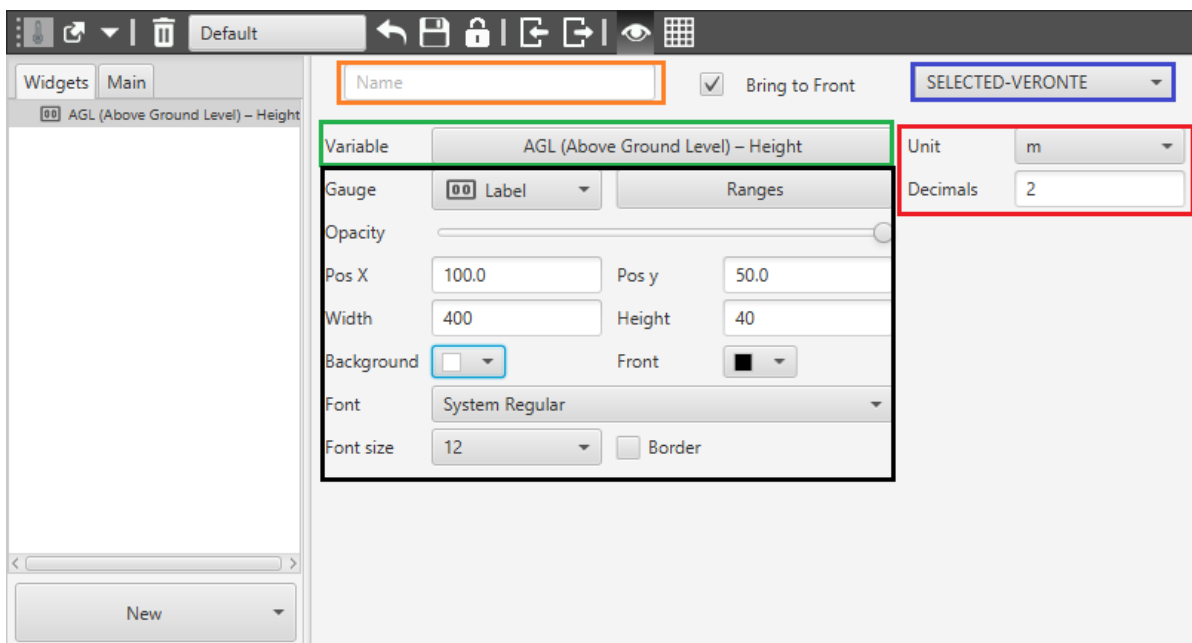 Default
Widgets Main
AGL (Above Ground Level) – Height
Name
Bring to Front
SELECTED-VERONTE
Variable AGL (Above Ground Level) – Height
Unit m
Gauge 00 Label Ranges
Decimals 2
Opacity
Pos X 100.0 Pos y 50.0
Width 400 Height 40
Background Front
Font System Regular
Font size 12 Border
New